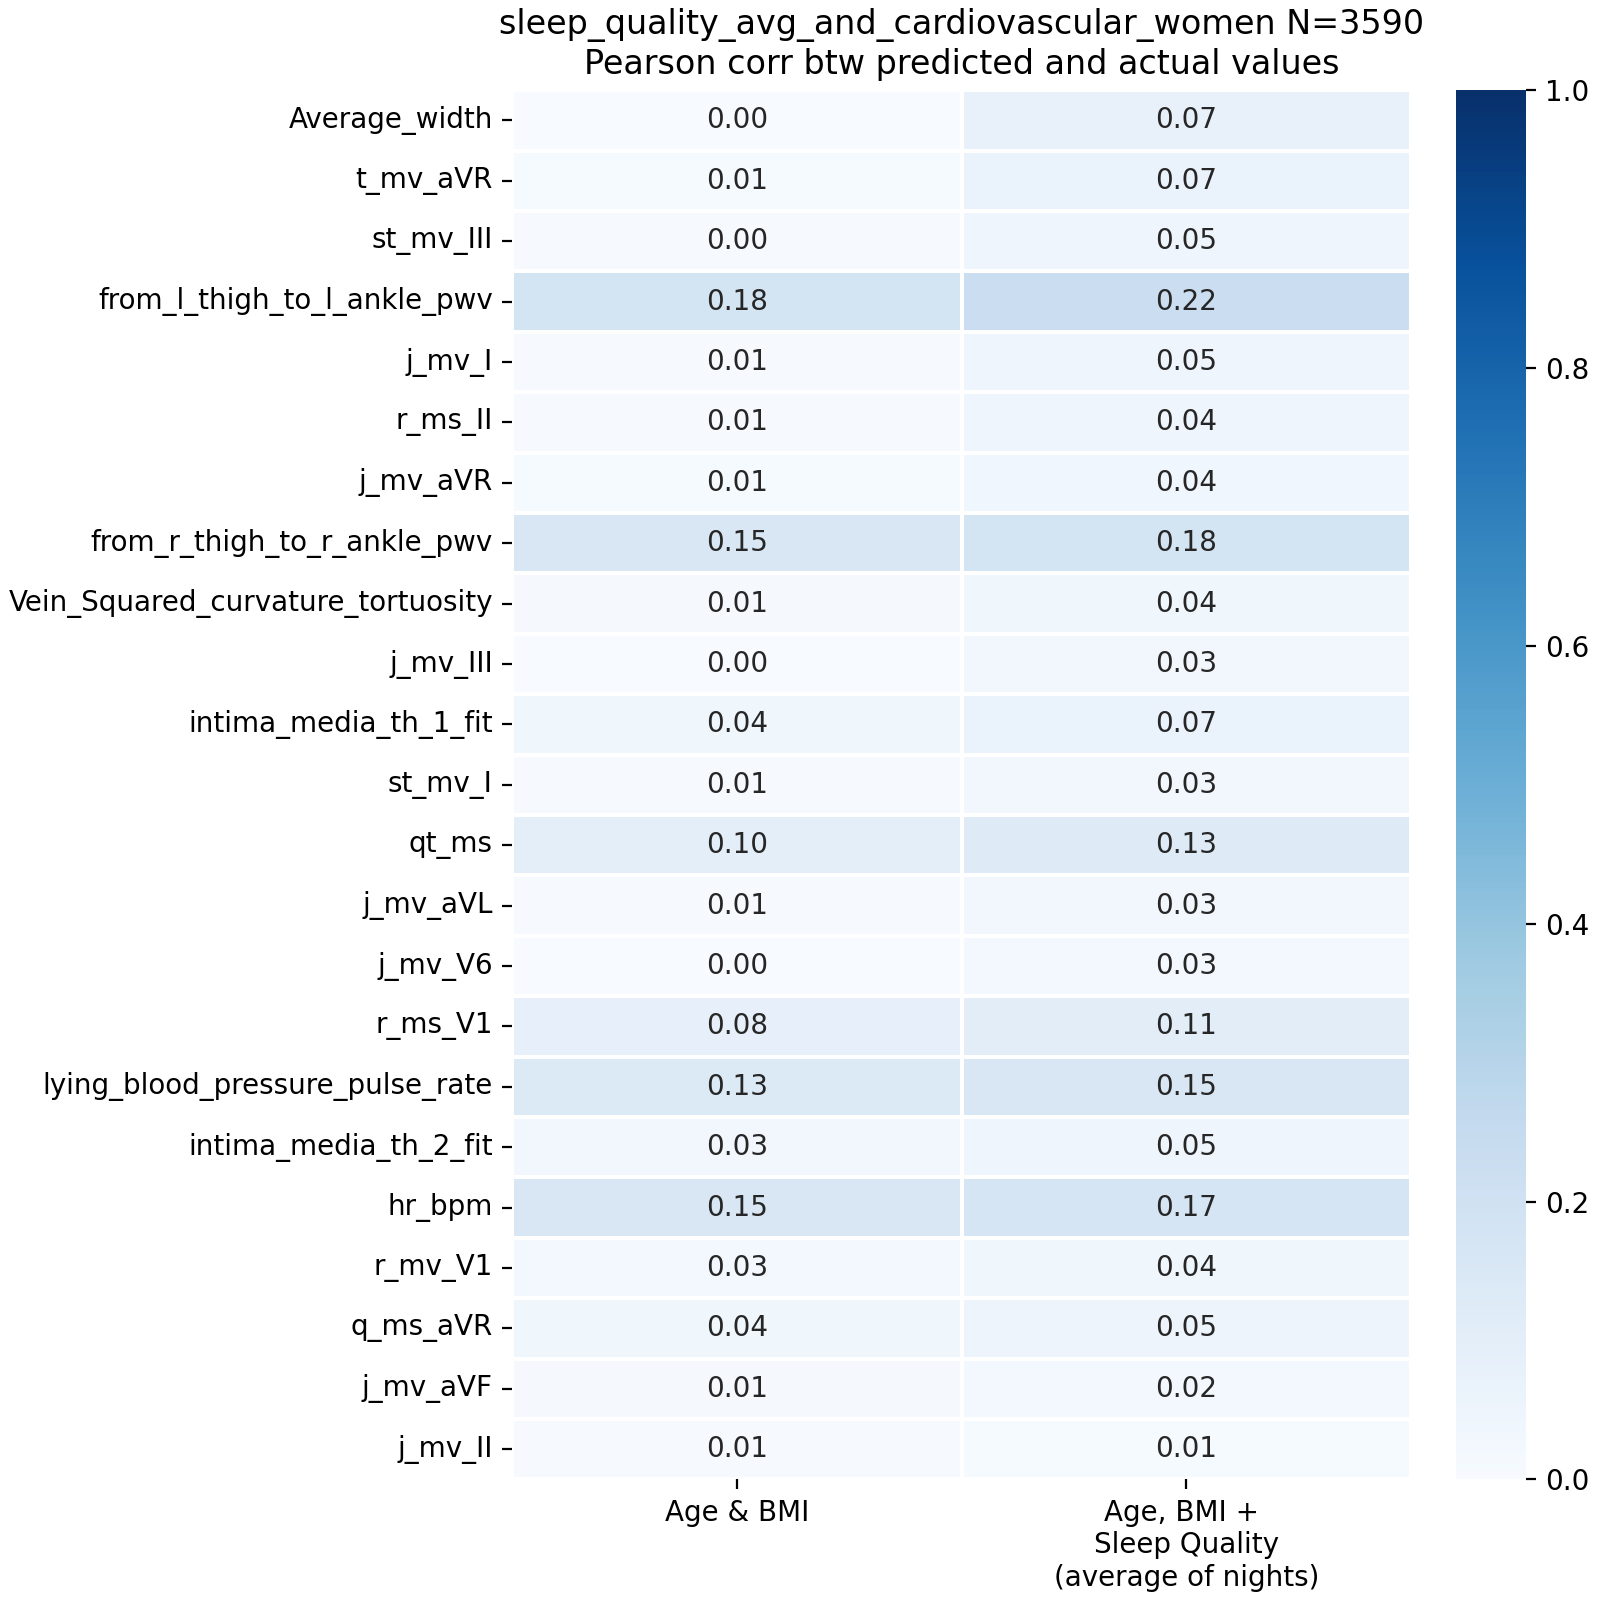 sleep_quality_avg_and_cardiovascular_women N=3590
Pearson corr btw predicted and actual values
Average_width 0.00 0.07
t_mv_aVR 0.01 0.07
st_mv_III 0.00 0.05
from_l_thigh_to_l_ankle_pwv 0.18 0.22
j_mv_I 0.01 0.05
r_ms_II 0.01 0.04
j_mv_aVR 0.01 0.04
from_r_thigh_to_r_ankle_pwv 0.15 0.18
Vein_Squared_curvature_tortuosity 0.01 0.04
j_mv_III 0.00 0.03
intima_media_th_1_fit 0.04 0.07
st_mv_I 0.01 0.03
qt_ms 0.10 0.13
j_mv_aVL 0.01 0.03
j_mv_V6 0.00 0.03
r_ms_V1 0.08 0.11
lying_blood_pressure_pulse_rate 0.13 0.15
intima_media_th_2_fit 0.03 0.05
hr_bpm 0.15 0.17
r_mv_V1 0.03 0.04
q_ms_aVR 0.04 0.05
j_mv_aVF 0.01 0.02
j_mv_II 0.01 0.01
Age & BMI
Age, BMI +
Sleep Quality
(average of nights)
1.0
0.8
0.6
0.4
0.2
0.0